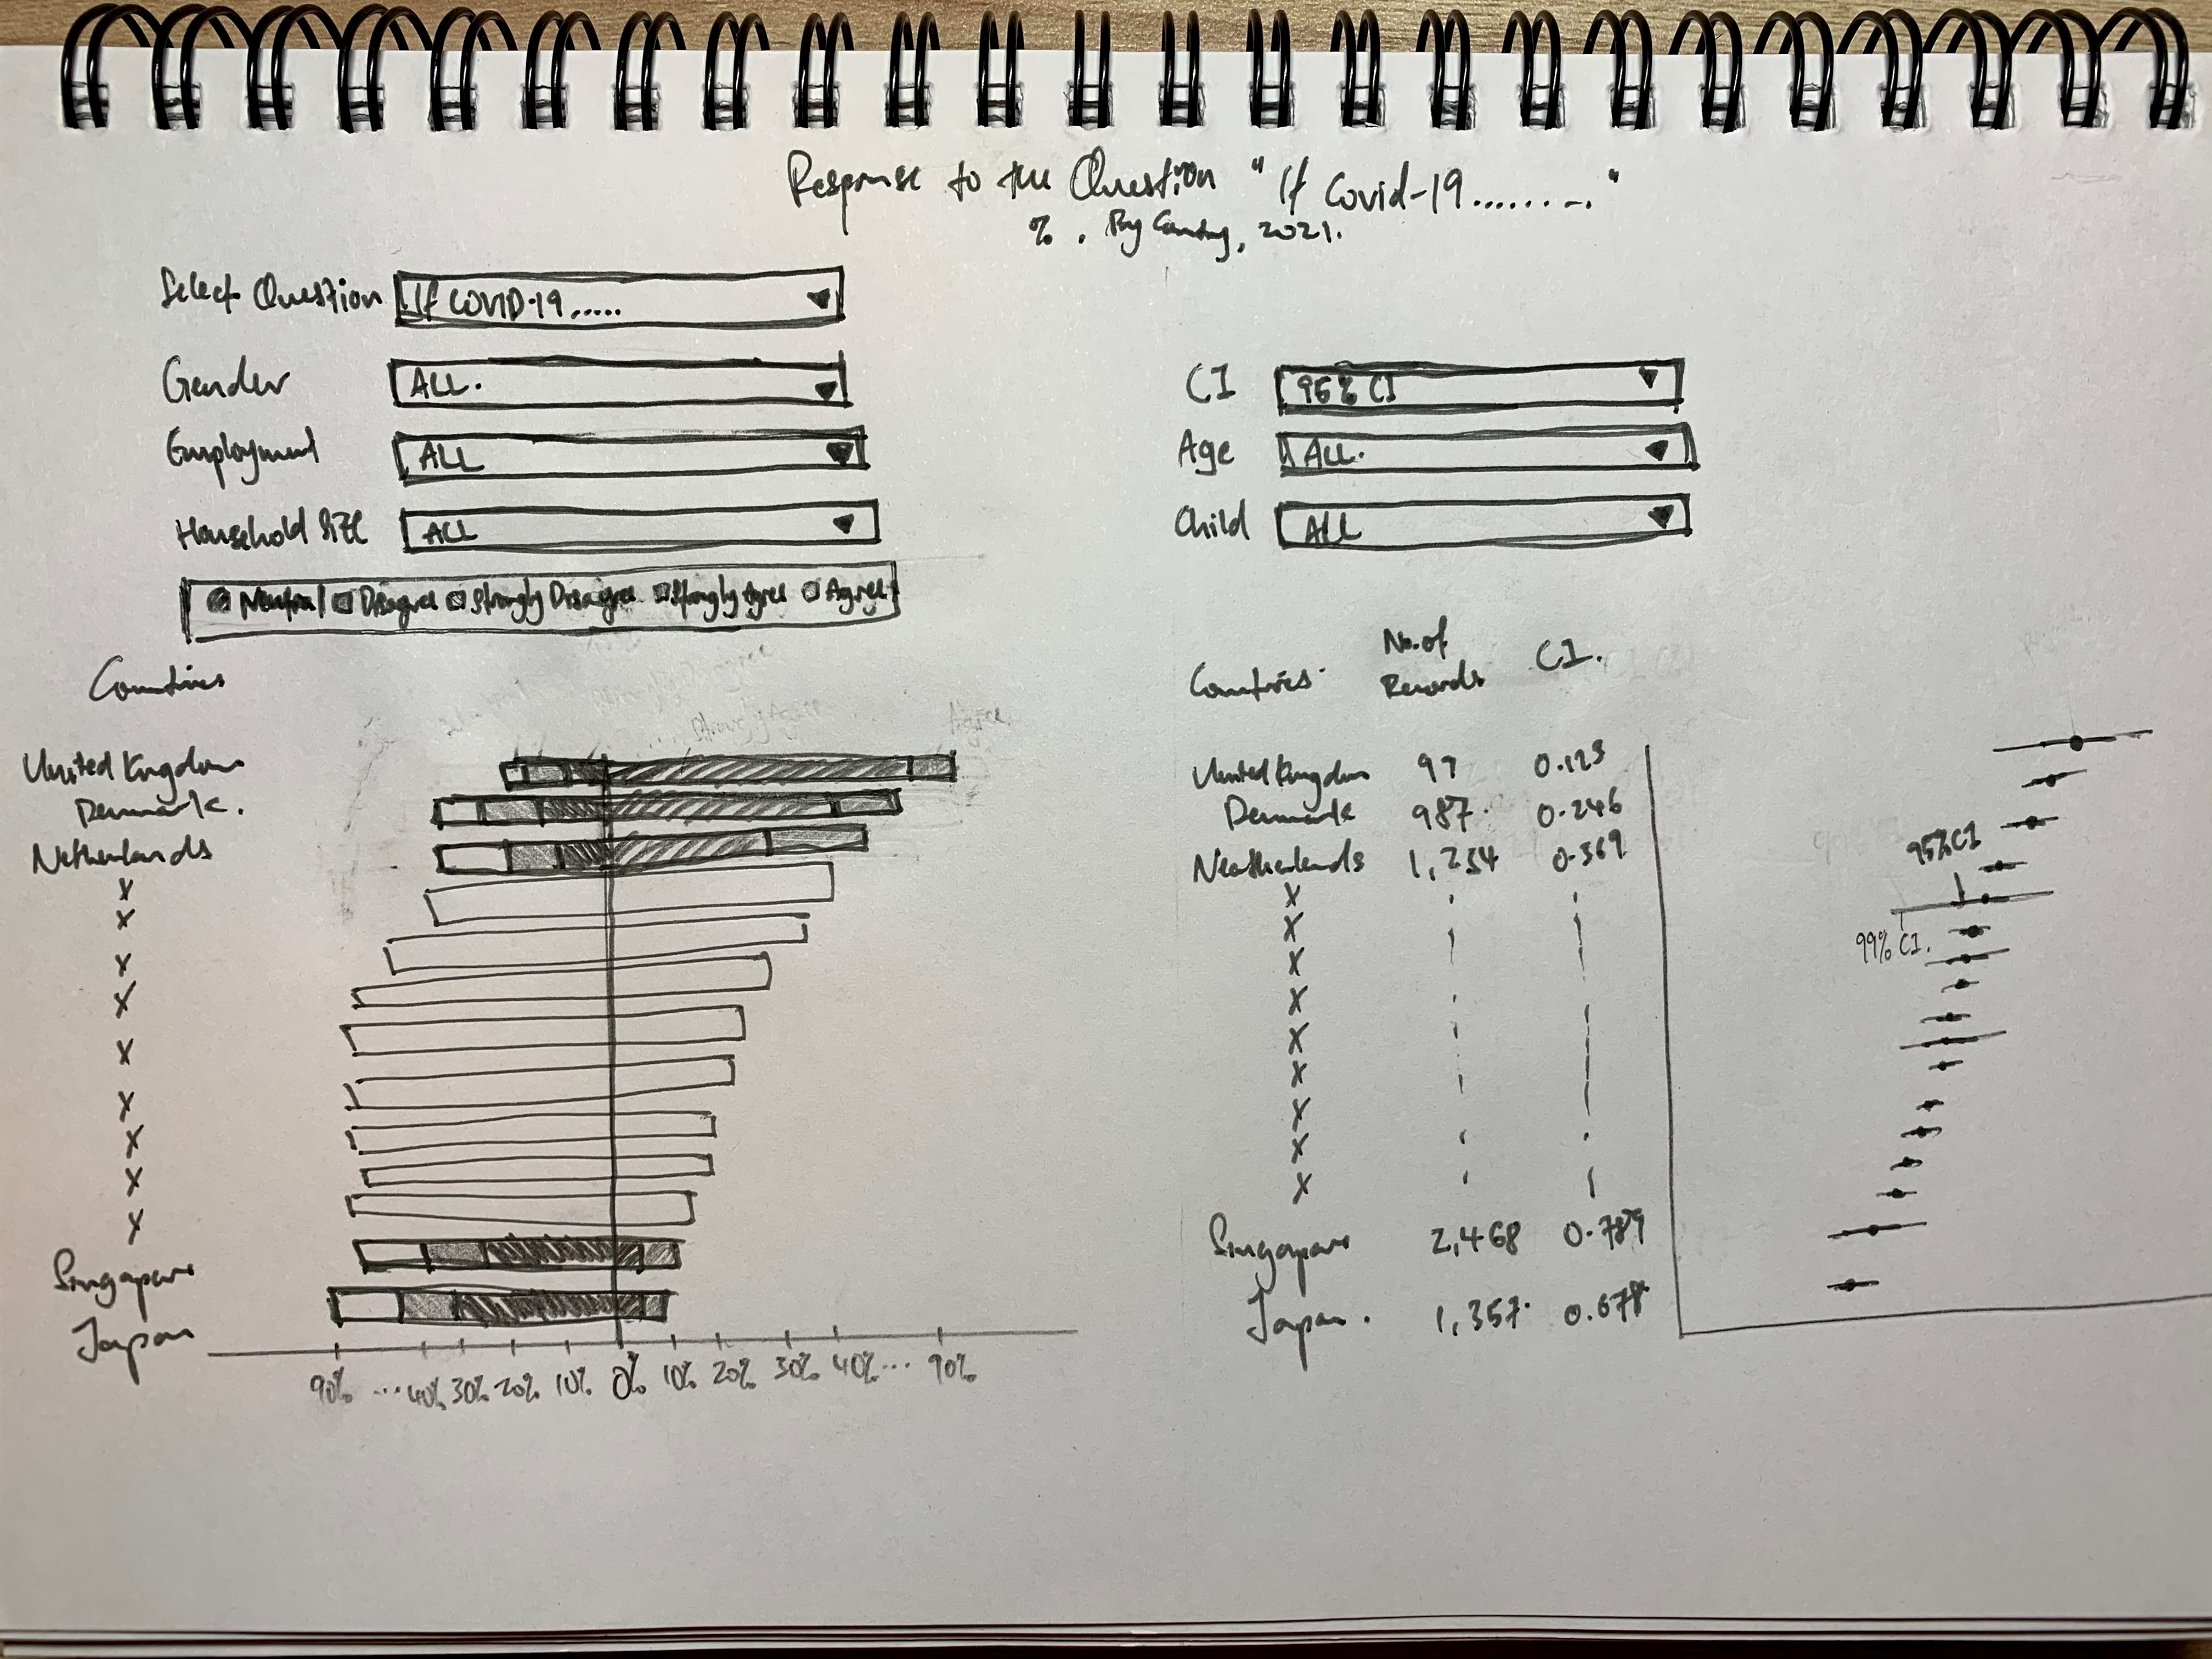 Response to the Question "If Covid-19........."
%, By Country, 2021.
Select Question If COVID-19.....
Gender ALL. CI 95% CI
Employment ALL Age ALL.
Household Size ALL Child ALL
Neutral Disagree Strongly Disagree Strongly Agree Agree
Countries Countries No. of Records CI.
United Kingdom United Kingdom 97 0.123
Denmark. Denmark 987. 0.246
Netherlands Neatherlands 1,234 0.369
95% CI
X X
X X
99% CI.
X X
X X
X X
X X
X X
X X
X X
Singapore Singapore 2,468 0.789
Japan Japan. 1,357. 0.678
90% ... 40% 30% 20% 10% 0% 10% 20% 30% 40% ... 90%